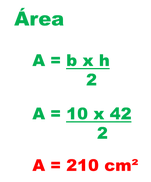 Área
A = b x h
2
A = 10 x 42
2
A = 210 cm²